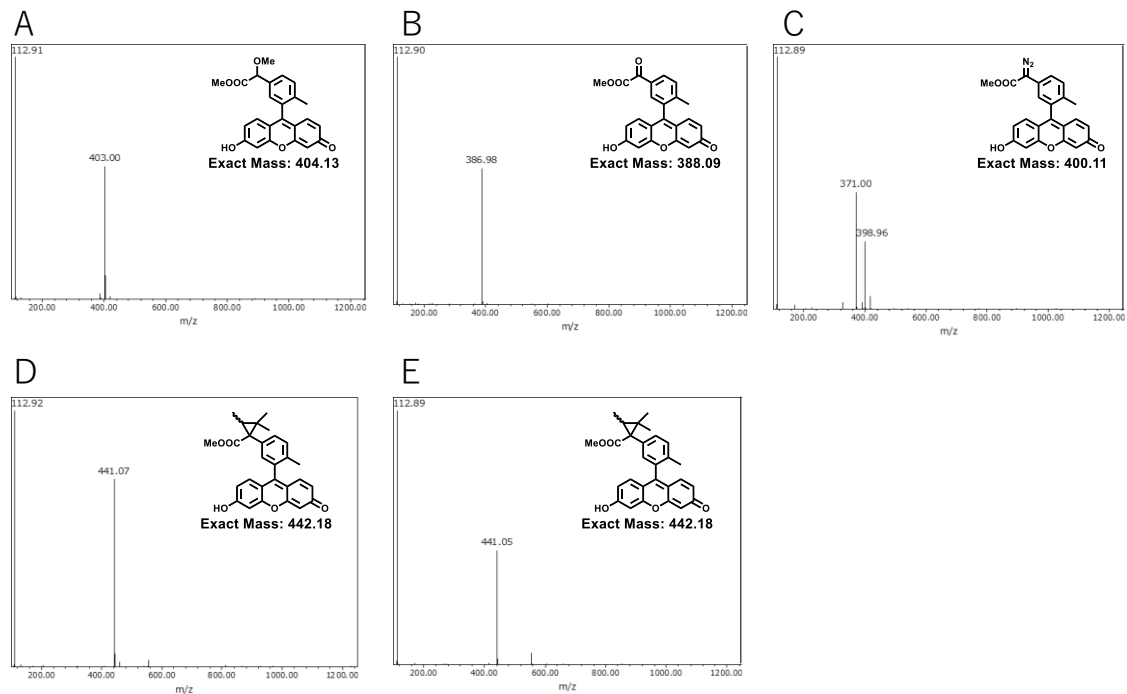 A
112.91
OMe
MeOOC
403.00
HO
O
O
Exact Mass: 404.13
200.00 400.00 600.00 800.00 1000.00 1200.00
m/z
B
112.90
O
MeOOC
386.98
HO
O
O
Exact Mass: 388.09
200.00 400.00 600.00 800.00 1000.00 1200.00
m/z
C
112.89
N2
MeOOC
371.00
398.96
HO
O
O
Exact Mass: 400.11
200.00 400.00 600.00 800.00 1000.00 1200.00
m/z
D
112.92
MeOOC
441.07
HO
O
O
Exact Mass: 442.18
200.00 400.00 600.00 800.00 1000.00 1200.00
m/z
E
112.89
MeOOC
441.05
HO
O
O
Exact Mass: 442.18
200.00 400.00 600.00 800.00 1000.00 1200.00
m/z